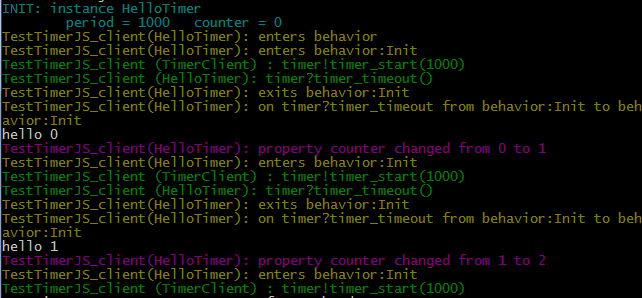 INIT: instance HelloTimer
period = 1000 counter = 0
TestTimerJS_client(HelloTimer): enters behavior
TestTimerJS_client(HelloTimer): enters behavior:Init
TestTimerJS_client (TimerClient) : timer!timer_start(1000)
TestTimerJS_client (HelloTimer): timer?timer_timeout()
TestTimerJS_client(HelloTimer): exits behavior:Init
TestTimerJS_client(HelloTimer): on timer?timer_timeout from behavior:Init to beh
avior:Init
hello 0
TestTimerJS_client(HelloTimer): property counter changed from 0 to 1
TestTimerJS_client(HelloTimer): enters behavior:Init
TestTimerJS_client (TimerClient) : timer!timer_start(1000)
TestTimerJS_client (HelloTimer): timer?timer_timeout()
TestTimerJS_client(HelloTimer): exits behavior:Init
TestTimerJS_client(HelloTimer): on timer?timer_timeout from behavior:Init to beh
avior:Init
hello 1
TestTimerJS_client(HelloTimer): property counter changed from 1 to 2
TestTimerJS_client(HelloTimer): enters behavior:Init
TestTimerJS_client (TimerClient) : timer!timer_start(1000)